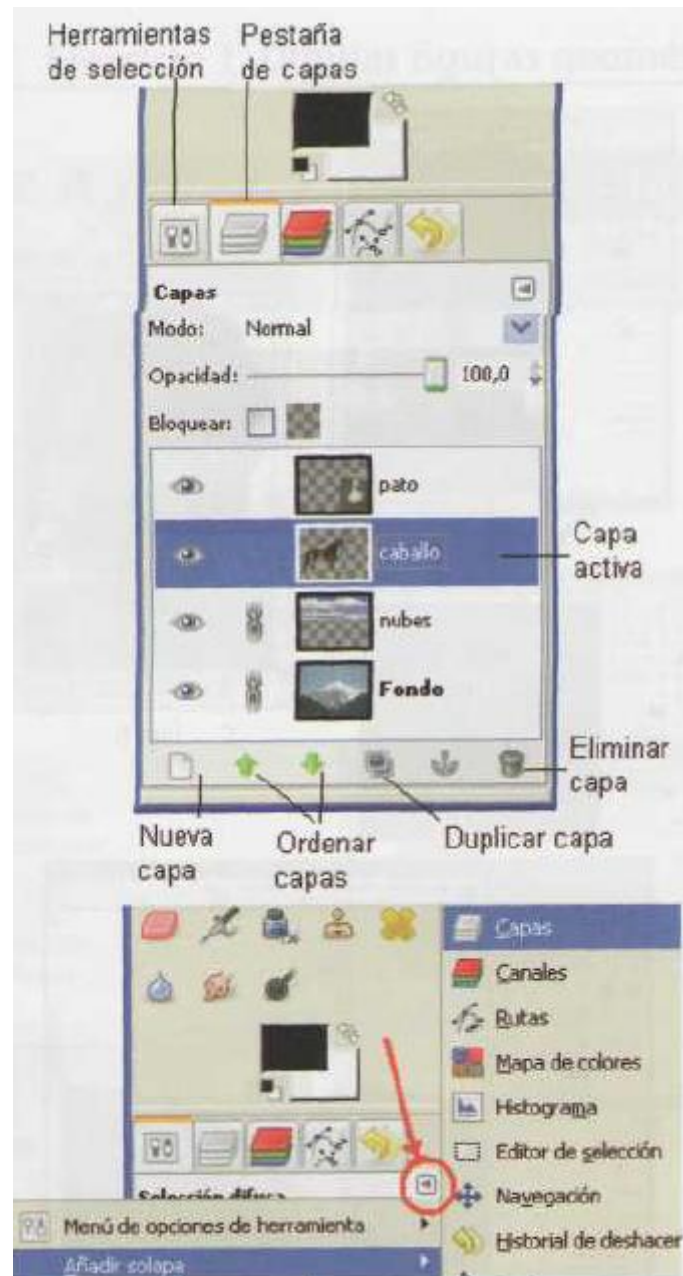 Herramientas
de selección
Pestaña
de capas
Capas
Modo: Normal
Opacidad: 100,0
Bloquear:
pato
caballo
nubes
Fondo
Capa
activa
Eliminar
capa
Nueva
capa
Ordenar
capas
Duplicar capa
Capas
Canales
Rutas
Mapa de colores
Histograma
Editor de selección
Navegación
Historial de deshacer
Selección difusa
Menú de opciones de herramienta
Añadir solapa